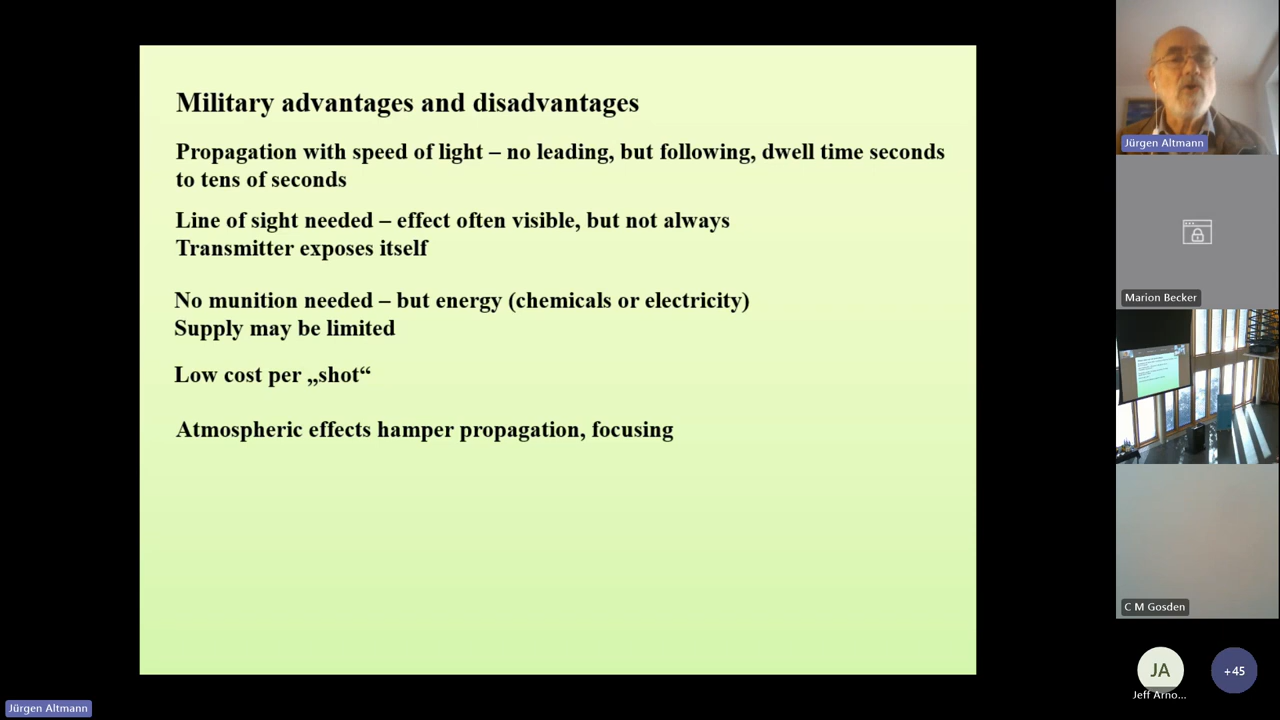 Military advantages and disadvantages
Propagation with speed of light – no leading, but following, dwell time seconds
to tens of seconds
Line of sight needed – effect often visible, but not always
Transmitter exposes itself
No munition needed – but energy (chemicals or electricity)
Supply may be limited
Low cost per „shot“
Atmospheric effects hamper propagation, focusing
Jürgen Altmann
Marion Becker
C M Gosden
JA
+45
Jeff Arno...
Jürgen Altmann